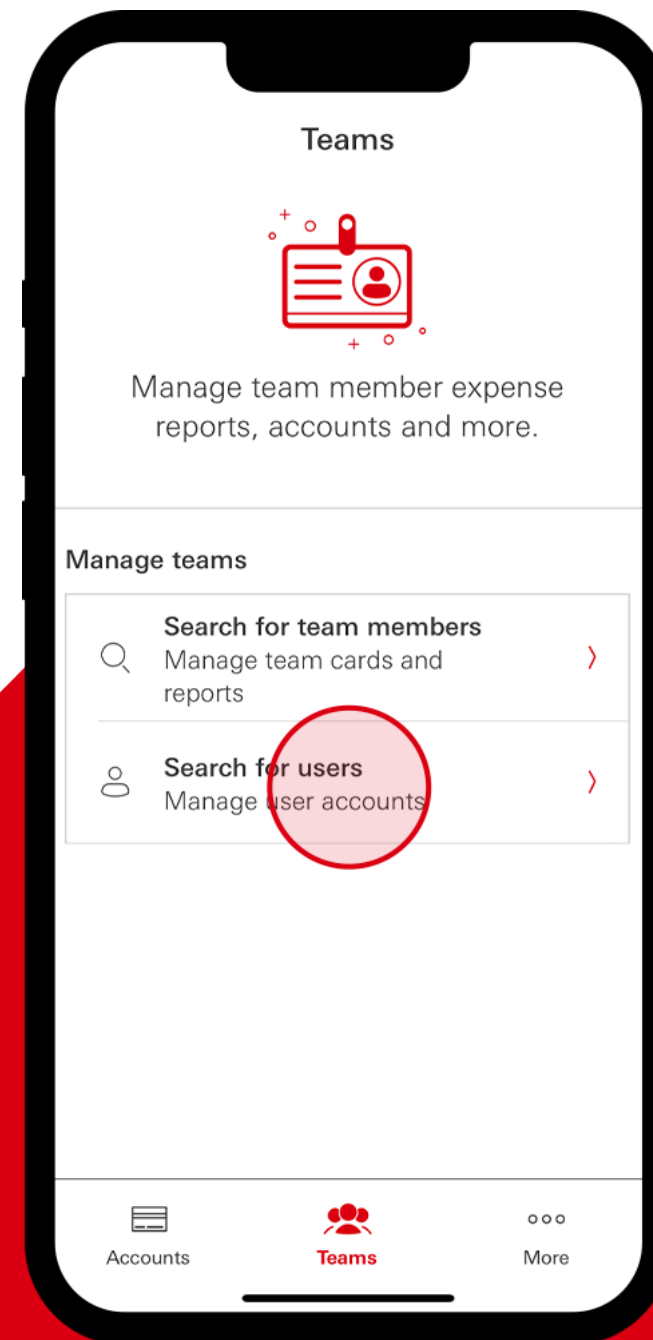 Teams
Manage team member expense
reports, accounts and more.
Manage teams
Search for team members
Manage team cards and
reports
Search for users
Manage user accounts
Accounts
Teams
More